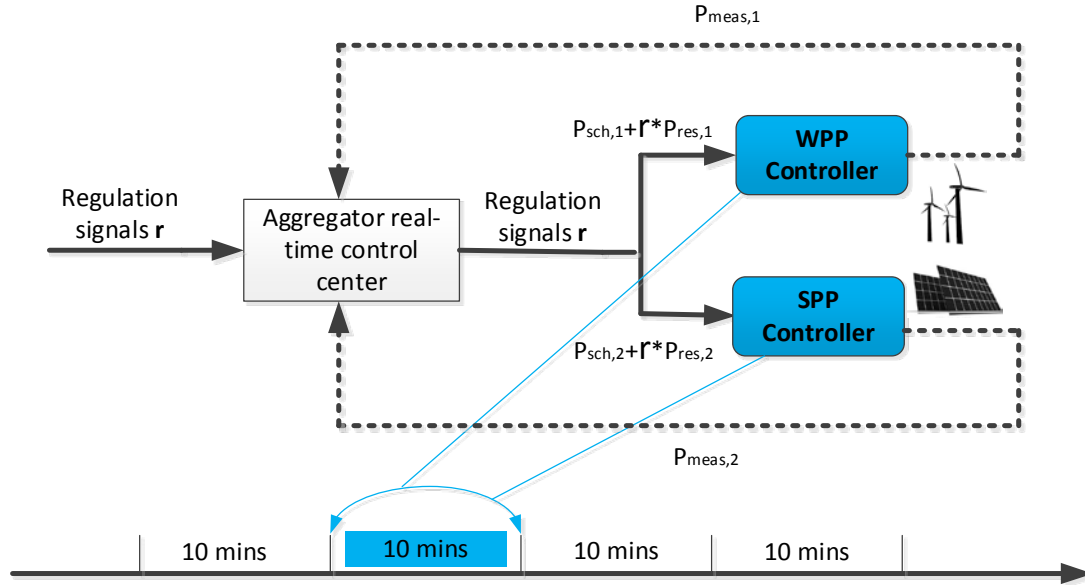 Pmeas,1
Psch,1+r*Pres,1
WPP
Controller
Regulation
signals r
Aggregator real-
time control
center
Regulation
signals r
SPP
Controller
Psch,2+r*Pres,2
Pmeas,2
10 mins
10 mins
10 mins
10 mins